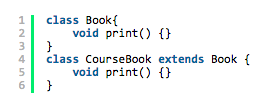 1 class Book{
2     void print() {}
3 }
4 class CourseBook extends Book {
5     void print() {}
6 }